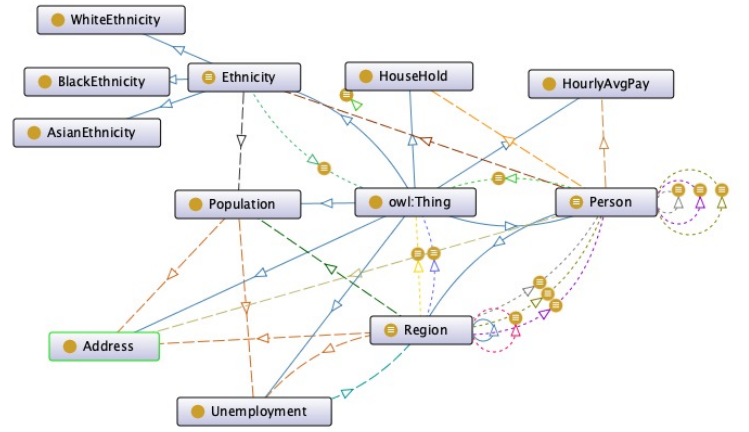 WhiteEthnicity
BlackEthnicity
Ethnicity
HouseHold
HourlyAvgPay
AsianEthnicity
Population
owl:Thing
Person
Address
Region
Unemployment